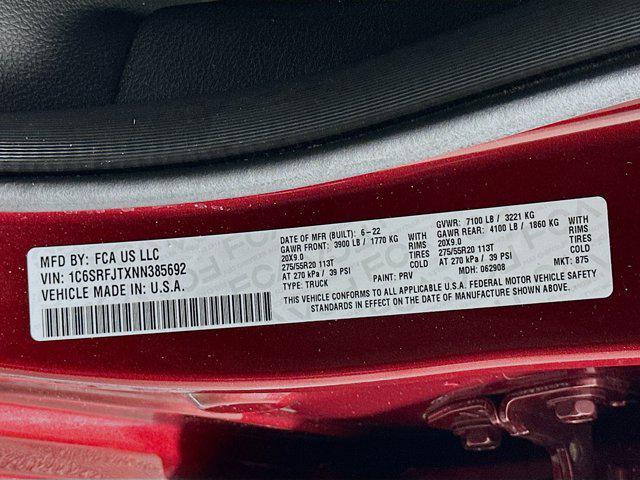 MFD BY: FCA US LLC
VIN: 1C6SRFJTXNN385692
VEHICLE MADE IN: U.S.A.
DATE OF MFR (BUILT): 6-22 GVWR: 7100 LB / 3221 KG
GAWR FRONT: 3900 LB / 1770 KG WITH GAWR REAR: 4100 LB / 1860 KG WITH
20X9.0 RIMS 20X9.0 RIMS
275/55R20 113T TIRES 275/55R20 113T TIRES
AT 270 kPa / 39 PSI COLD AT 270 kPa / 39 PSI COLD
TYPE: TRUCK PAINT: PRV MDH: 062908 MKT: 875
THIS VEHICLE CONFORMS TO ALL APPLICABLE U.S.A. FEDERAL MOTOR VEHICLE SAFETY
STANDARDS IN EFFECT ON THE DATE OF MANUFACTURE SHOWN ABOVE.